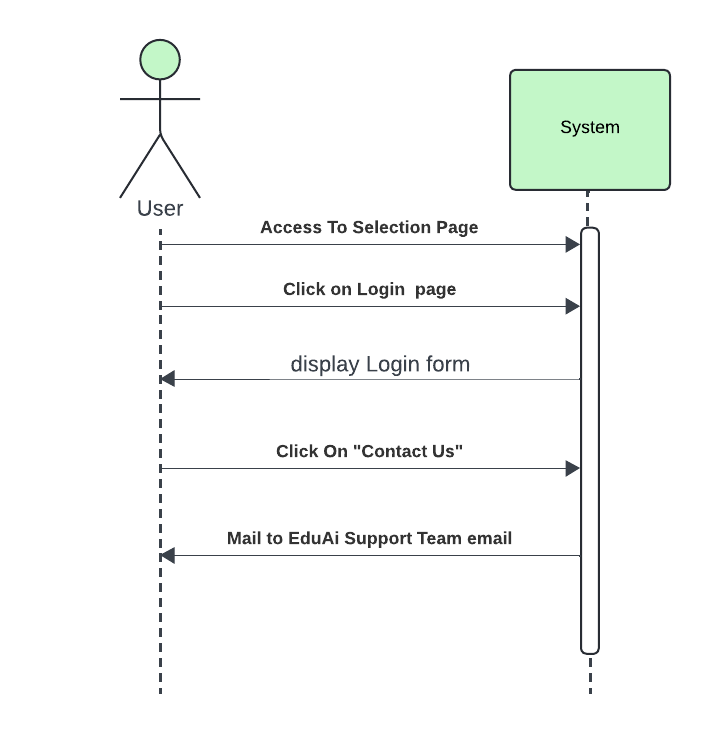 System
User
Access To Selection Page
Click on Login  page
display Login form
Click On "Contact Us"
Mail to EduAi Support Team email